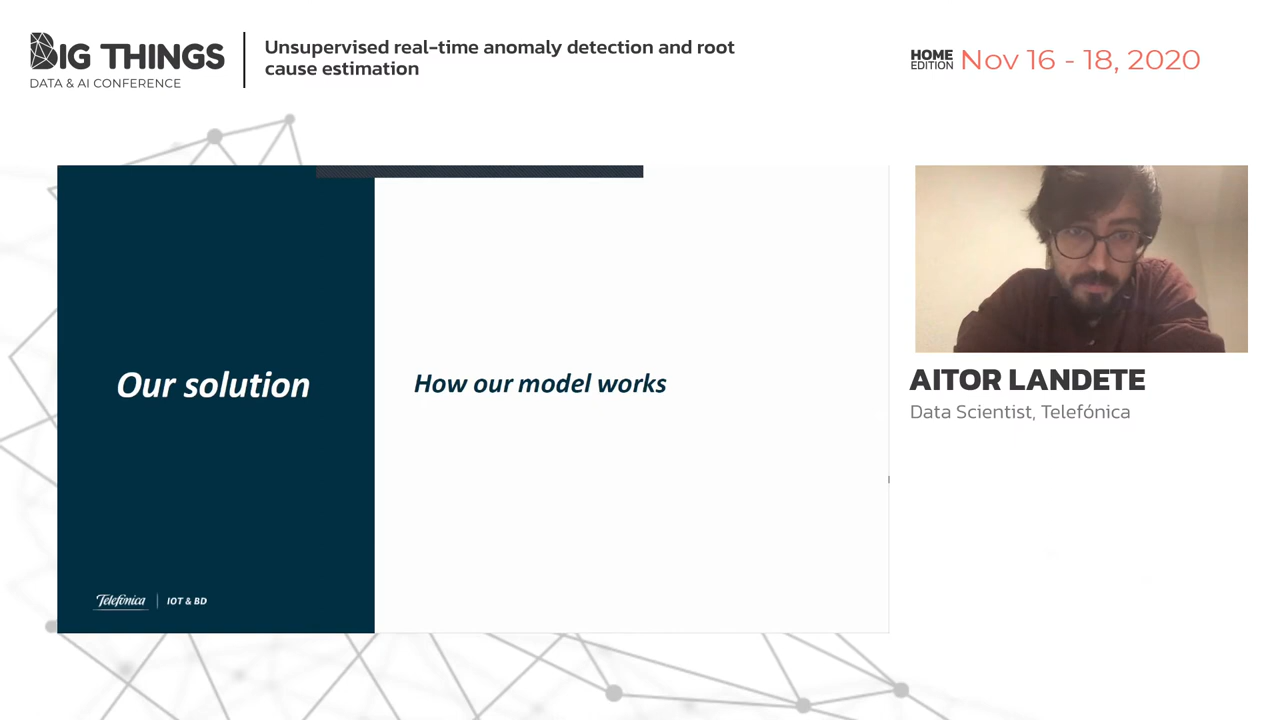 BIG THINGS
DATA & AI CONFERENCE
Unsupervised real-time anomaly detection and root
cause estimation
HOME
EDITION
Nov 16 - 18, 2020
Our solution
How our model works
Telefónica
IOT & BD
AITOR LANDETE
Data Scientist, Telefónica